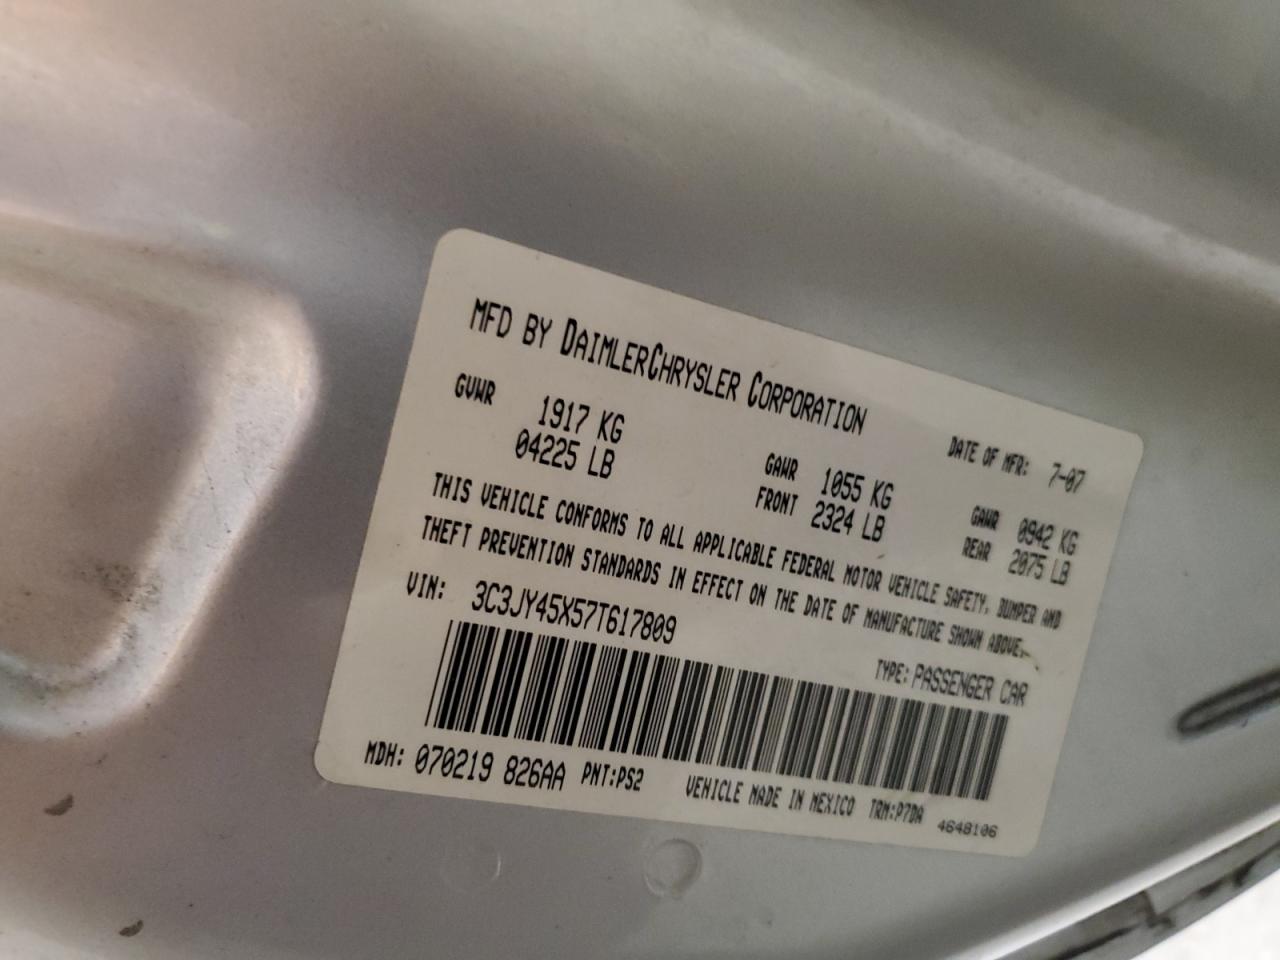 MFD BY DAIMLERCHRYSLER CORPORATION
DATE OF MFR: 7-07
GVWR 1917 KG
04225 LB
GAWR FRONT 1055 KG
2324 LB
GAWR REAR 0942 KG
2075 LB
THIS VEHICLE CONFORMS TO ALL APPLICABLE FEDERAL MOTOR VEHICLE SAFETY, BUMPER AND
THEFT PREVENTION STANDARDS IN EFFECT ON THE DATE OF MANUFACTURE SHOWN ABOVE.
VIN: 3C3JY45X57T617809
TYPE: PASSENGER CAR
MDH: 070219 826AA PNT:PS2 VEHICLE MADE IN MEXICO TRM:P7DA 4648106